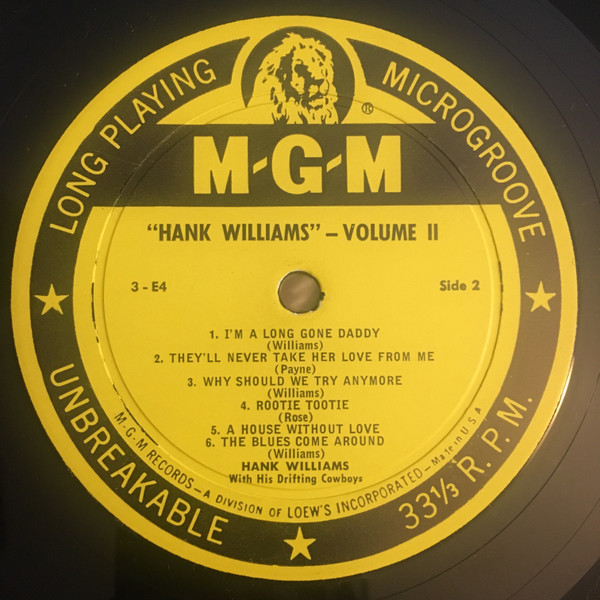 LONG PLAYING MICROGROOVE
®
M-G-M
"HANK WILLIAMS" – VOLUME II
3 - E4
Side 2
1. I'M A LONG GONE DADDY
(Williams)
2. THEY'LL NEVER TAKE HER LOVE FROM ME
(Payne)
3. WHY SHOULD WE TRY ANYMORE
(Williams)
4. ROOTIE TOOTIE
(Rose)
5. A HOUSE WITHOUT LOVE
6. THE BLUES COME AROUND
(Williams)
HANK WILLIAMS
With His Drifting Cowboys
M-G-M RECORDS – A DIVISION OF LOEW'S INCORPORATED – Made in U S A
UNBREAKABLE
33⅓ R. P. M.